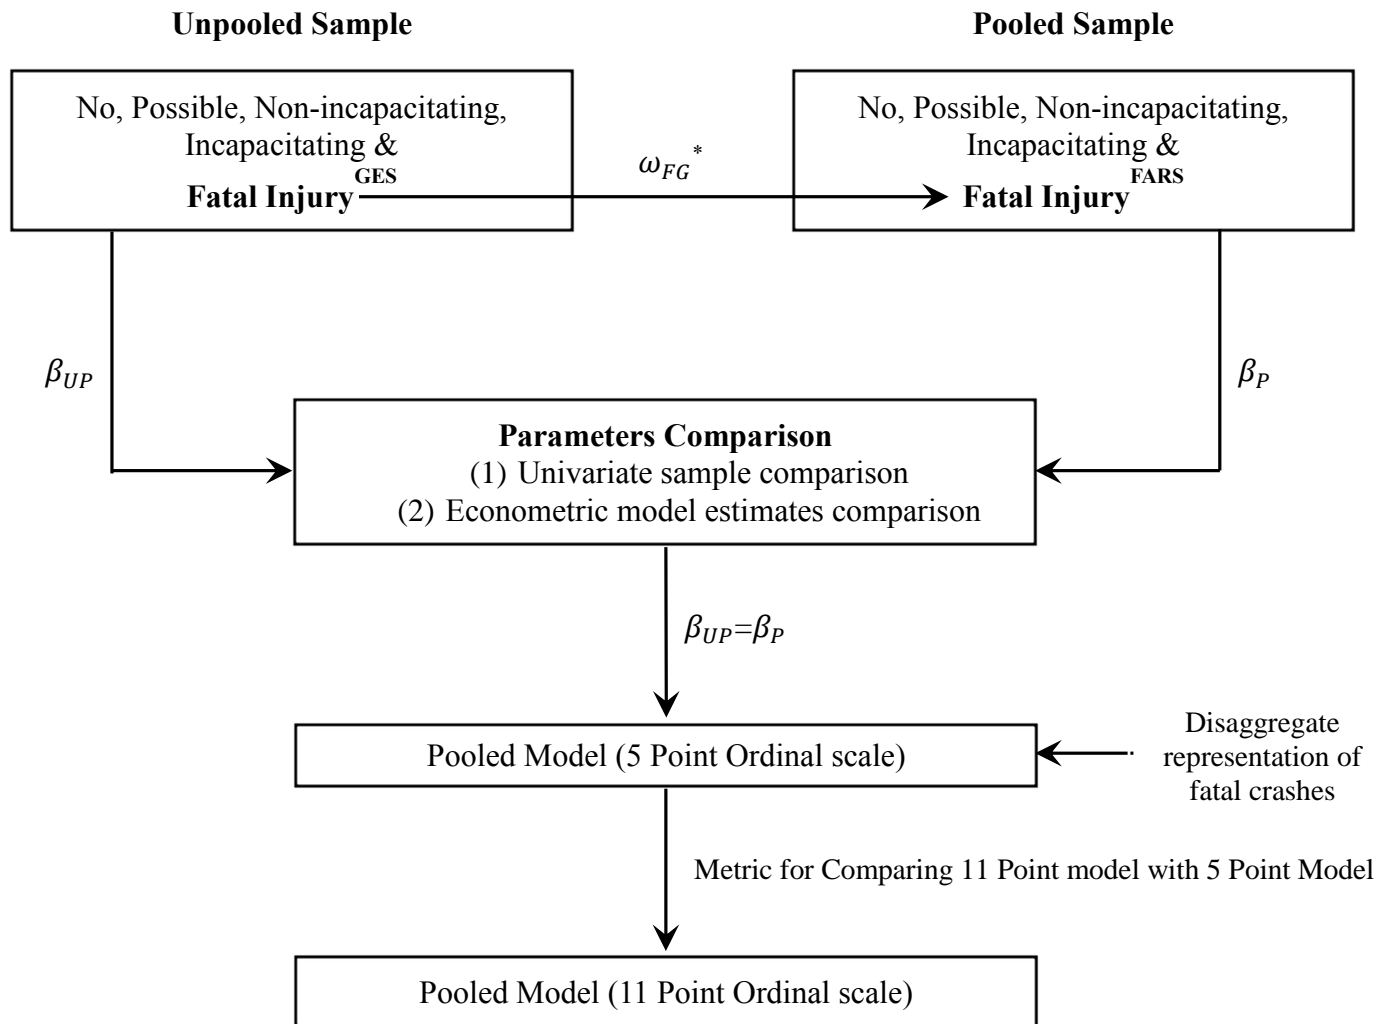 Unpooled Sample
Pooled Sample
No, Possible, Non-incapacitating,
Incapacitating &
Fatal Injury^GES
ω_FG*
No, Possible, Non-incapacitating,
Incapacitating &
Fatal Injury^FARS
β_UP
β_P
Parameters Comparison
(1) Univariate sample comparison
(2) Econometric model estimates comparison
β_UP=β_P
Pooled Model (5 Point Ordinal scale)
Disaggregate
representation of
fatal crashes
Metric for Comparing 11 Point model with 5 Point Model
Pooled Model (11 Point Ordinal scale)